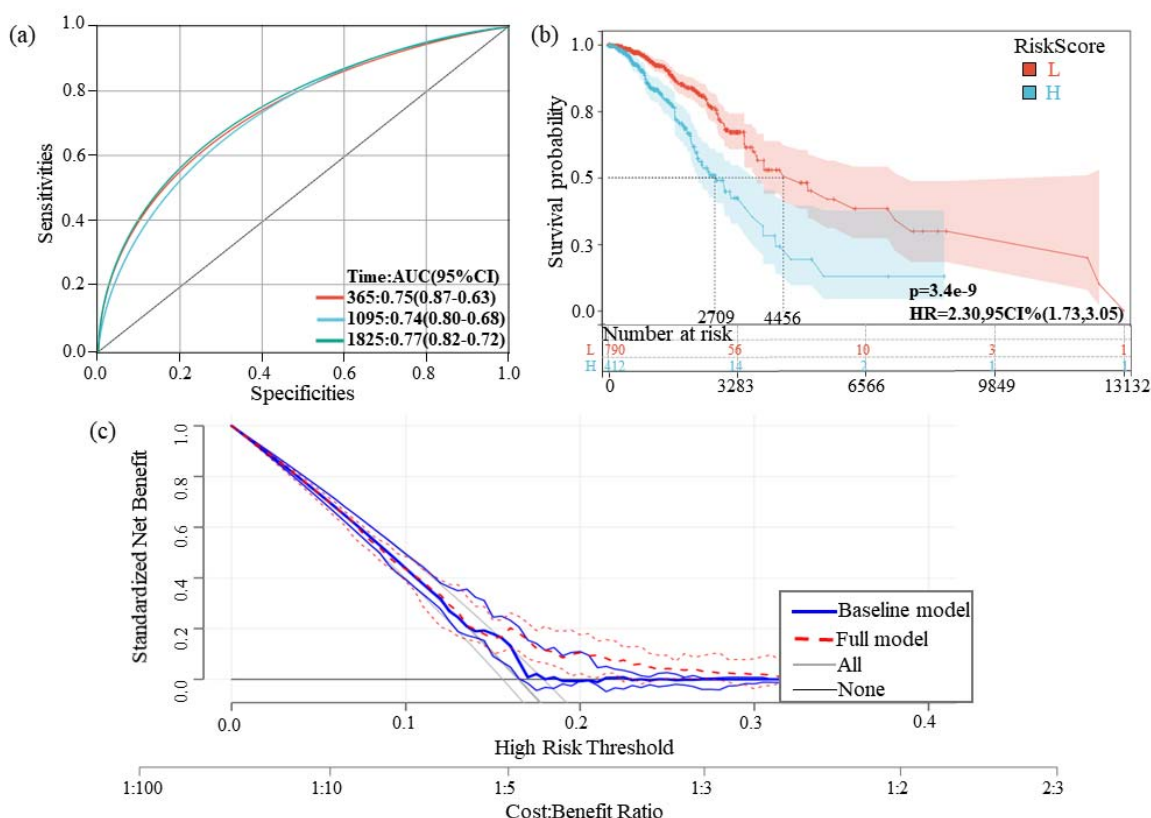 (a)
1.0
0.8
0.6
0.4
0.2
0.0
Sensitivities
Time:AUC(95%CI)
365:0.75(0.87-0.63)
1095:0.74(0.80-0.68)
1825:0.77(0.82-0.72)
0.0 0.2 0.4 0.6 0.8 1.0
Specificities
(b)
1.0
0.8
0.5
0.3
0.0
Survival probability
RiskScore
L
H
p=3.4e-9
HR=2.30,95CI%(1.73,3.05)
2709 4456
Number at risk
L 790 56 10 3 1
H 412 14 2 1 1
0 3283 6566 9849 13132
(c)
1.0
0.8
0.6
0.4
0.2
0.0
Standardized Net Benefit
Baseline model
Full model
All
None
0.0 0.1 0.2 0.3 0.4
High Risk Threshold
1:100 1:10 1:5 1:3 1:2 2:3
Cost:Benefit Ratio